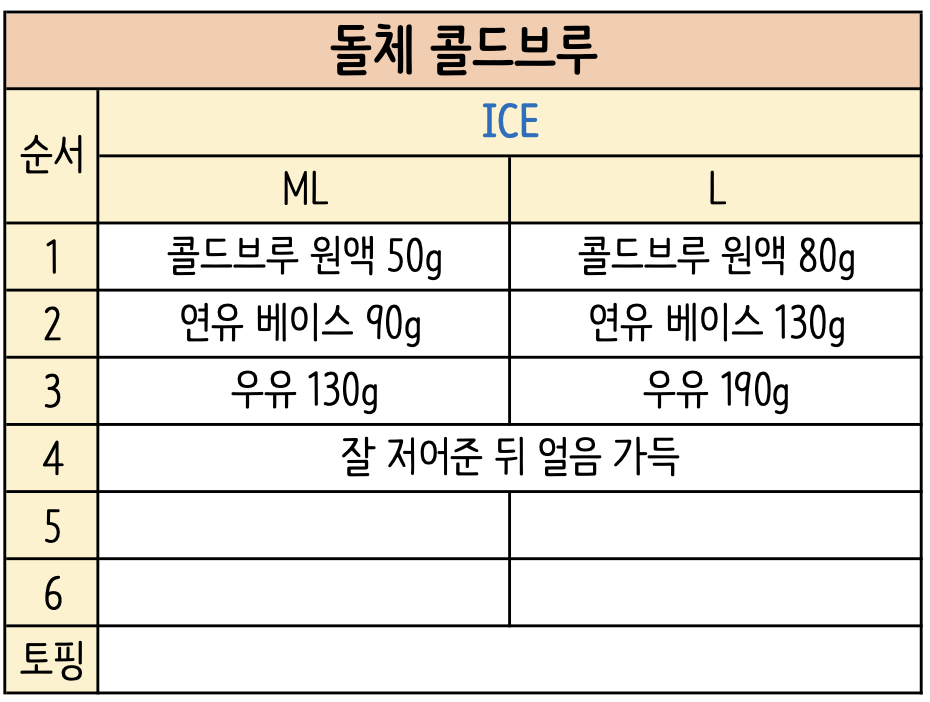 돌체 콜드브루
순서 ICE
ML L
1 콜드브루 원액 50g 콜드브루 원액 80g
2 연유 베이스 90g 연유 베이스 130g
3 우유 130g 우유 190g
4 잘 저어준 뒤 얼음 가득
5
6
토핑